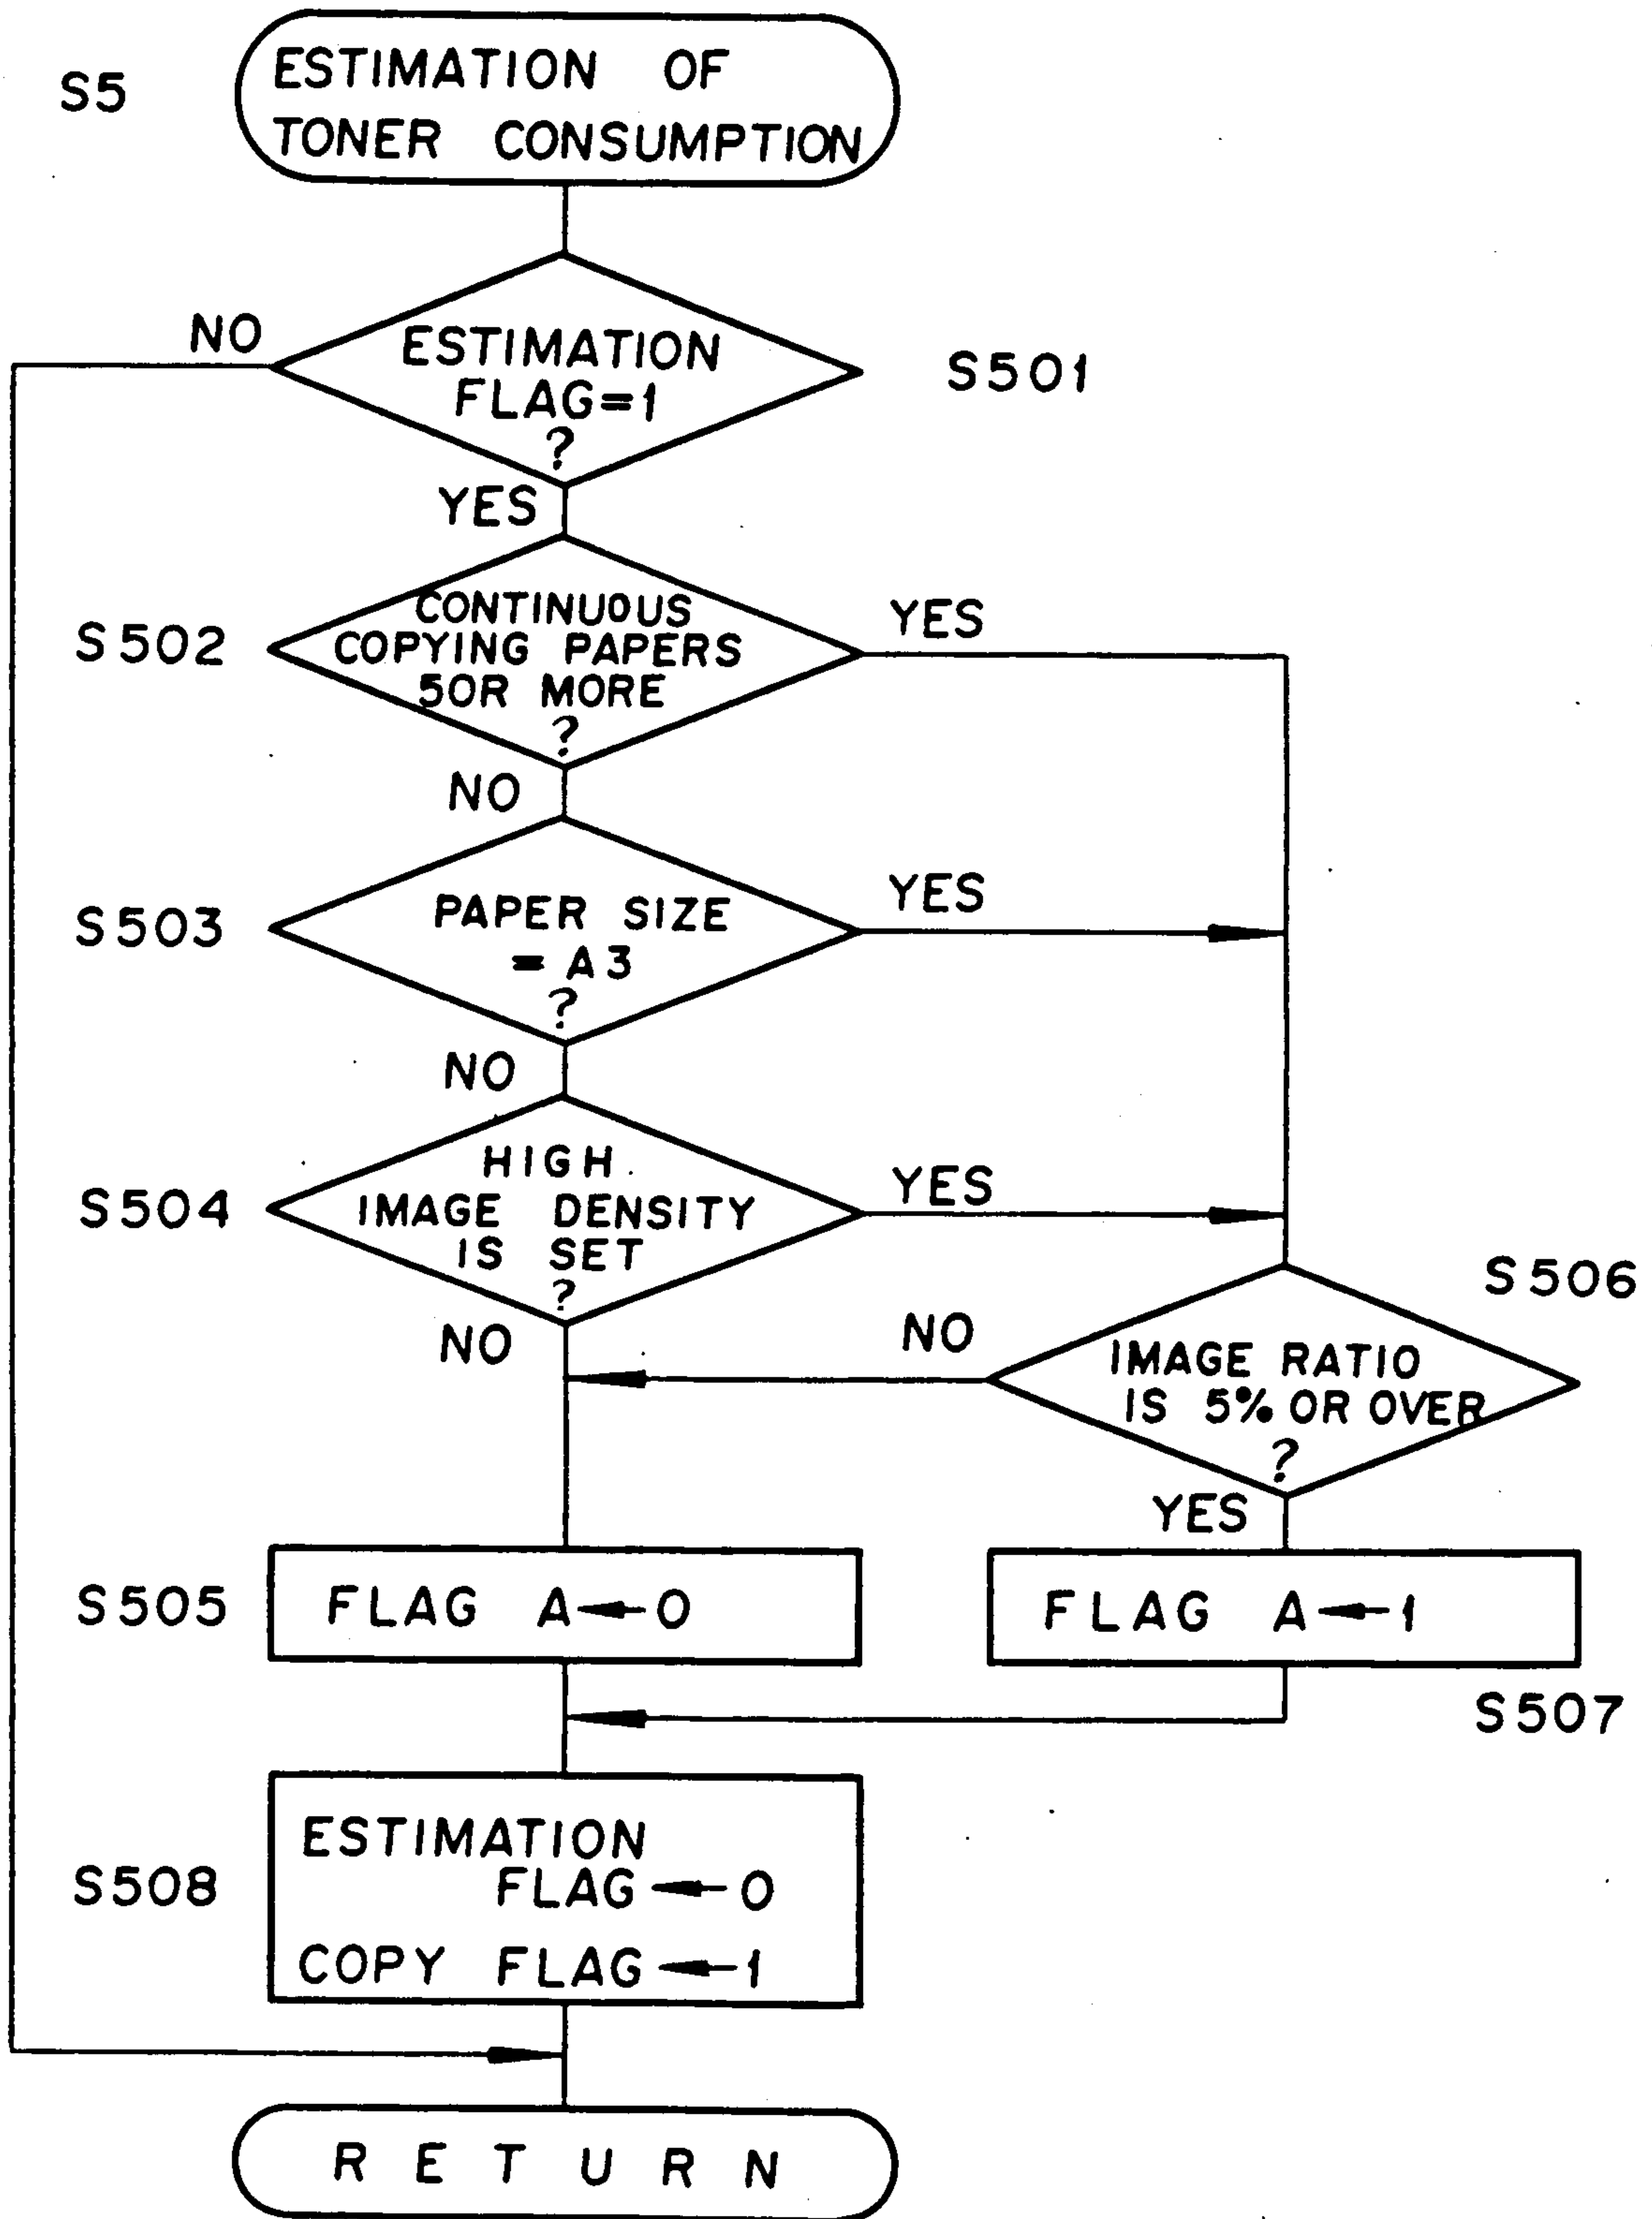 S5
ESTIMATION OF
TONER CONSUMPTION
NO
ESTIMATION
FLAG=1
?
S501
YES
S502
CONTINUOUS
COPYING PAPERS
5OR MORE
?
YES
NO
S503
PAPER SIZE
= A3
?
YES
NO
S504
HIGH
IMAGE DENSITY
IS SET
?
YES
NO
S506
NO
IMAGE RATIO
IS 5% OR OVER
?
YES
S505
FLAG A←0
FLAG A←1
S507
S508
ESTIMATION
FLAG←0
COPY FLAG←1
RETURN